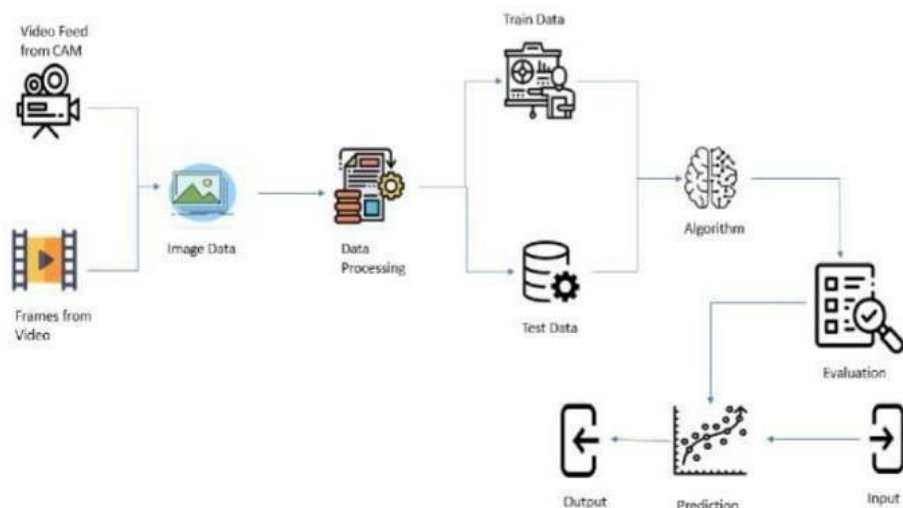 Video Feed
from CAM
Train Data
Image Data
Data
Processing
Algorithm
Frames from
Video
Test Data
Evaluation
Output
Prediction
Input